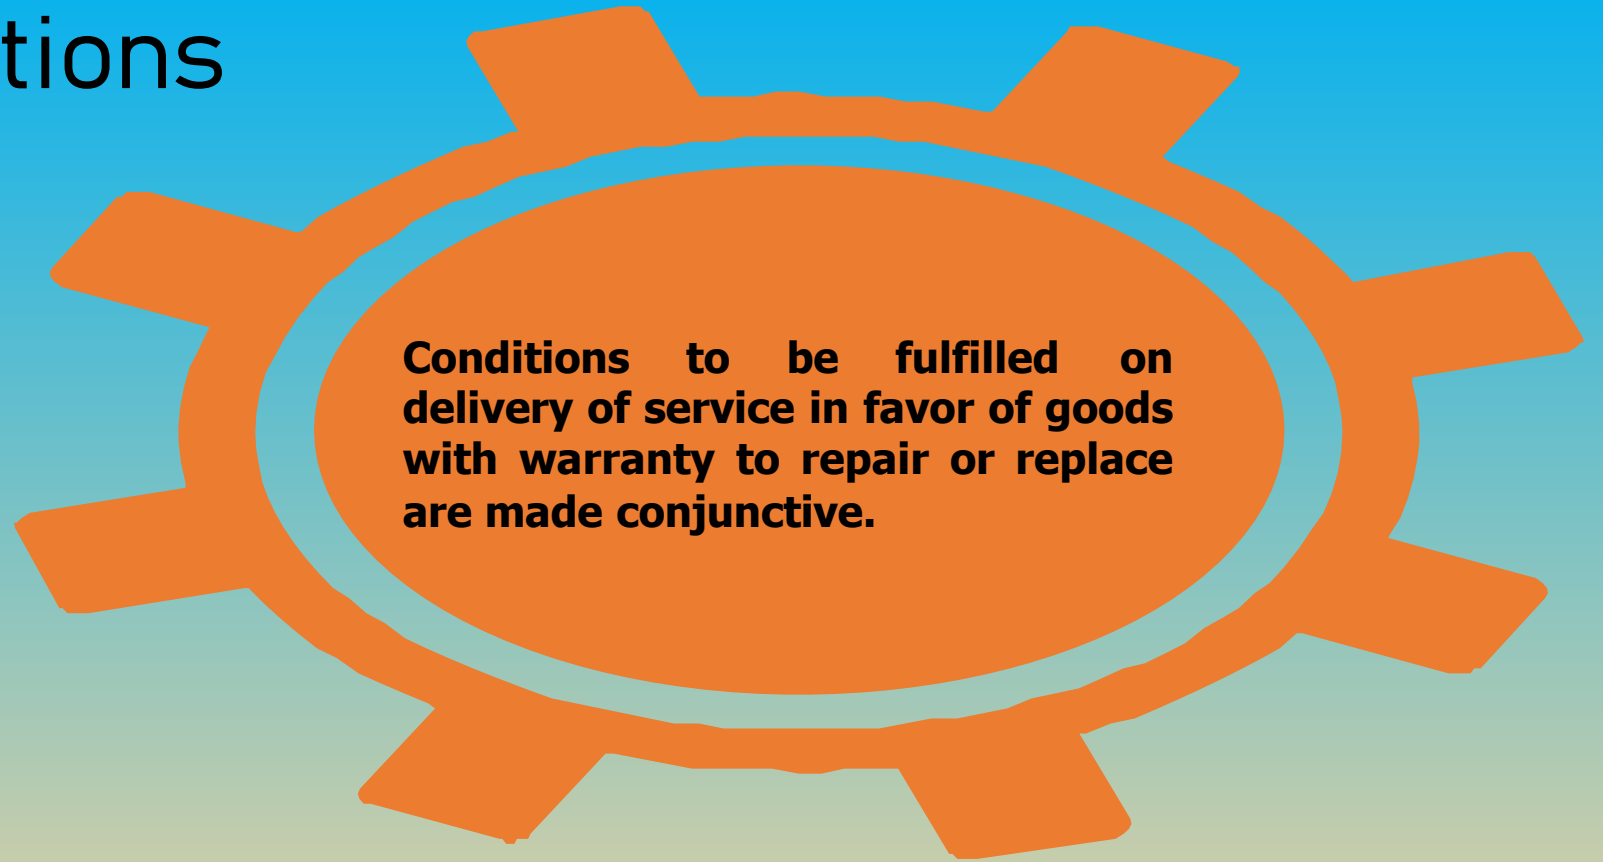 tions
Conditions to be fulfilled on
delivery of service in favor of goods
with warranty to repair or replace
are made conjunctive.